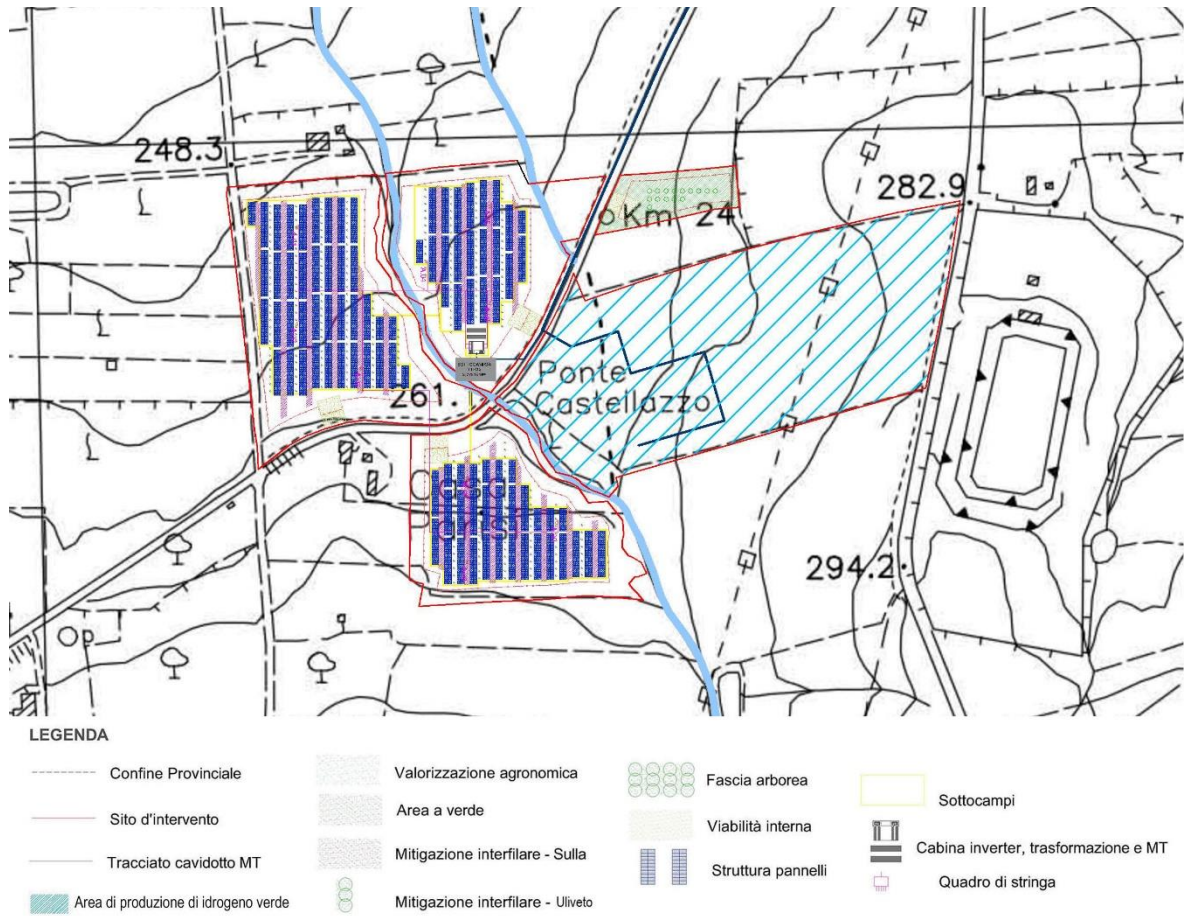 248.3
282.9
Km 24
261.
Ponte
Castellazzo
Casa
Paris
294.2
Op
LEGENDA
Confine Provinciale
Sito d'intervento
Tracciato cavidotto MT
Area di produzione di idrogeno verde
Valorizzazione agronomica
Area a verde
Mitigazione interfilare - Sulla
Mitigazione interfilare - Uliveto
Fascia arborea
Viabilità interna
Struttura pannelli
Sottocampi
Cabina inverter, trasformazione e MT
Quadro di stringa